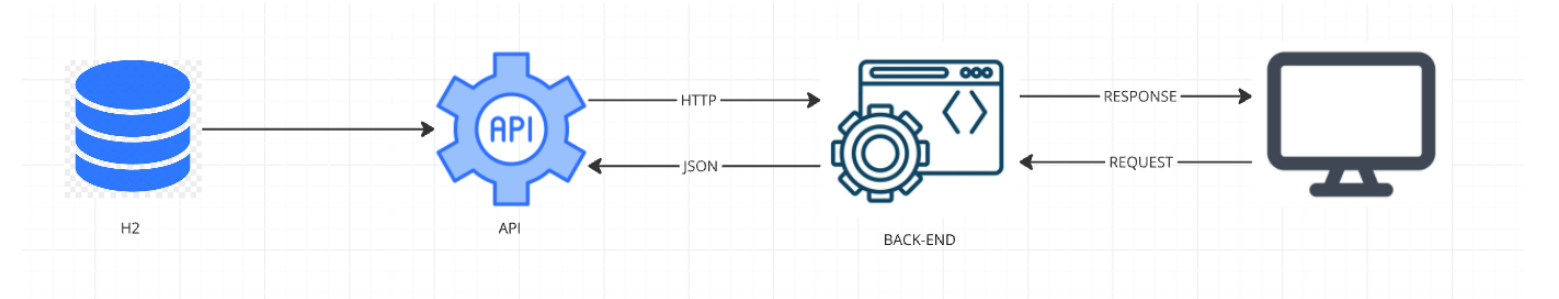 API
HTTP
JSON
RESPONSE
REQUEST
H2
API
BACK-END